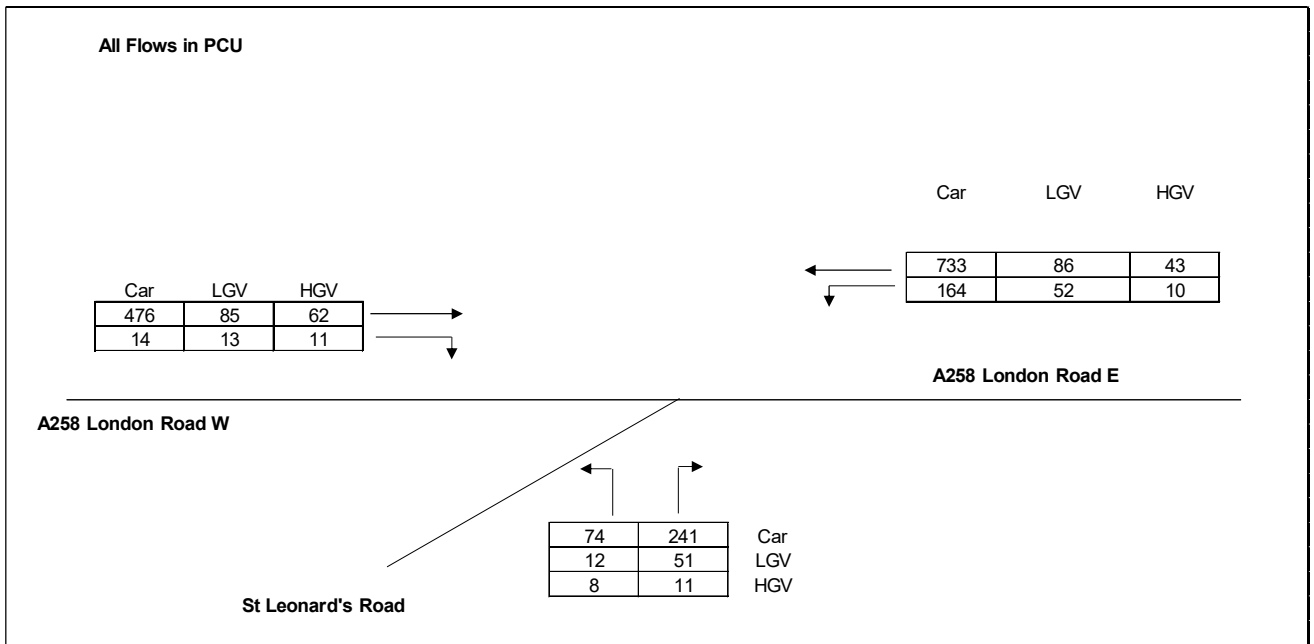 All Flows in PCU
Car LGV HGV
733 86 43
164 52 10
Car LGV HGV
476 85 62
14 13 11
A258 London Road E
A258 London Road W
74 241 Car
12 51 LGV
8 11 HGV
St Leonard's Road